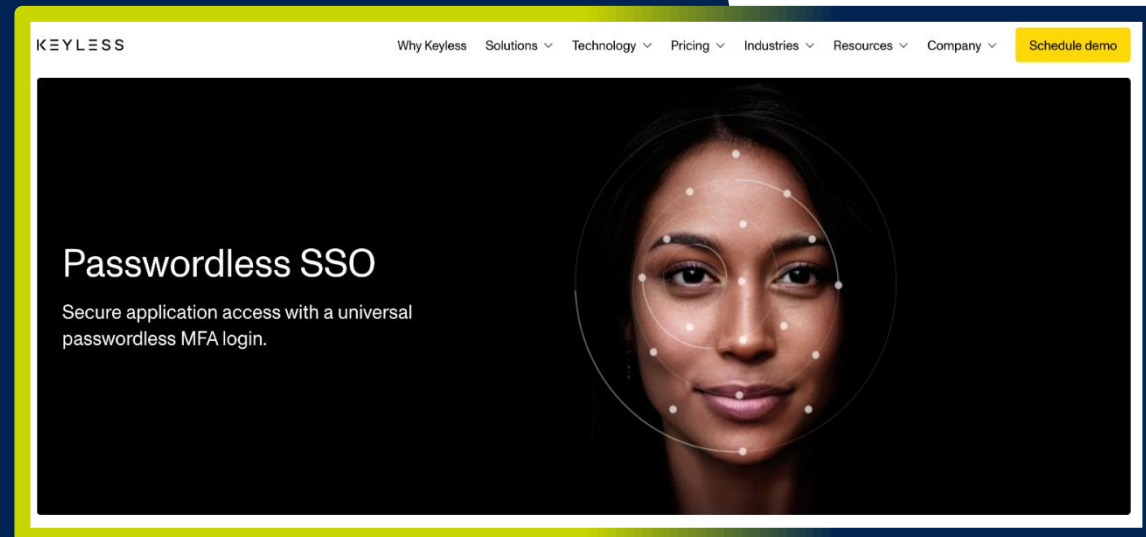 KEYLESS
Why Keyless Solutions Technology Pricing Industries Resources Company Schedule demo
Passwordless SSO
Secure application access with a universal
passwordless MFA login.